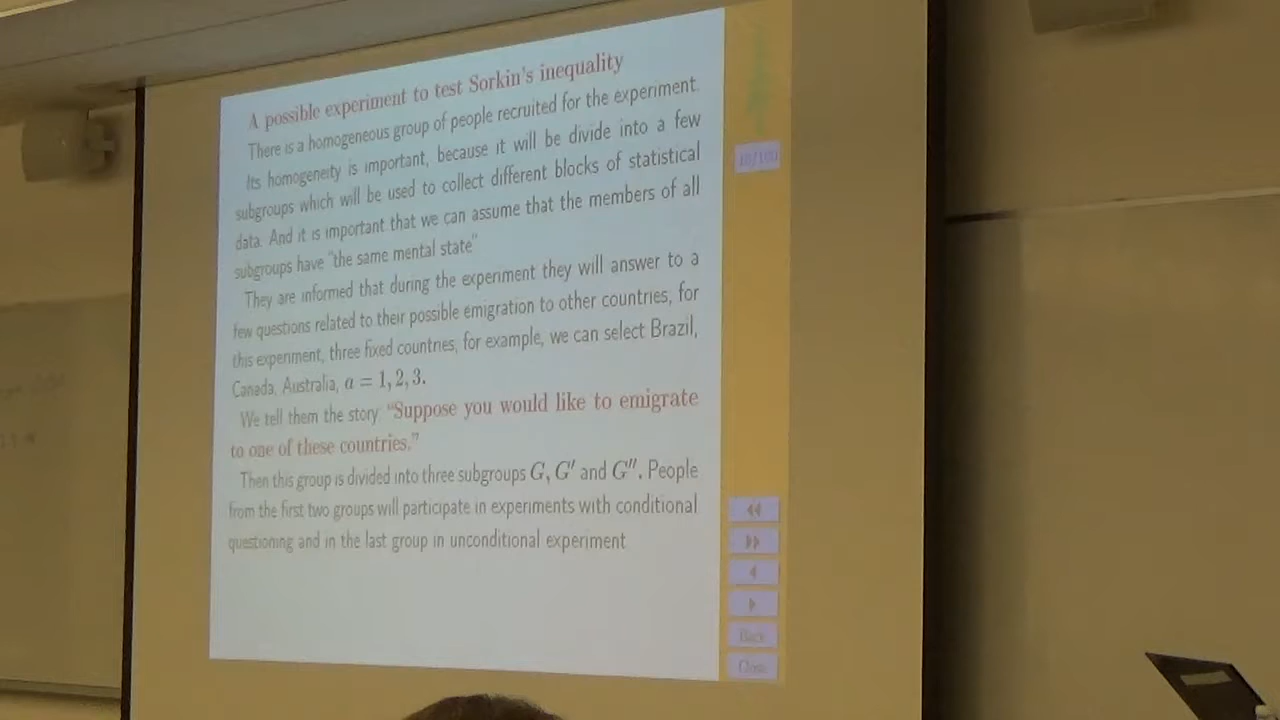 A possible experiment to test Sorkin's inequality
There is a homogeneous group of people recruited for the experiment.
Its homogeneity is important, because it will be divide into a few
subgroups which will be used to collect different blocks of statistical
data. And it is important that we can assume that the members of all
subgroups have "the same mental state"
They are informed that during the experiment they will answer to a
few questions related to their possible emigration to other countries, for
this experiment, three fixed countries, for example, we can select Brazil,
Canada, Australia, a = 1, 2, 3.
We tell them the story: "Suppose you would like to emigrate
to one of these countries."
Then this group is divided into three subgroups G, G′ and G′′. People
from the first two groups will participate in experiments with conditional
questioning and in the last group in unconditional experiment
Back
Close